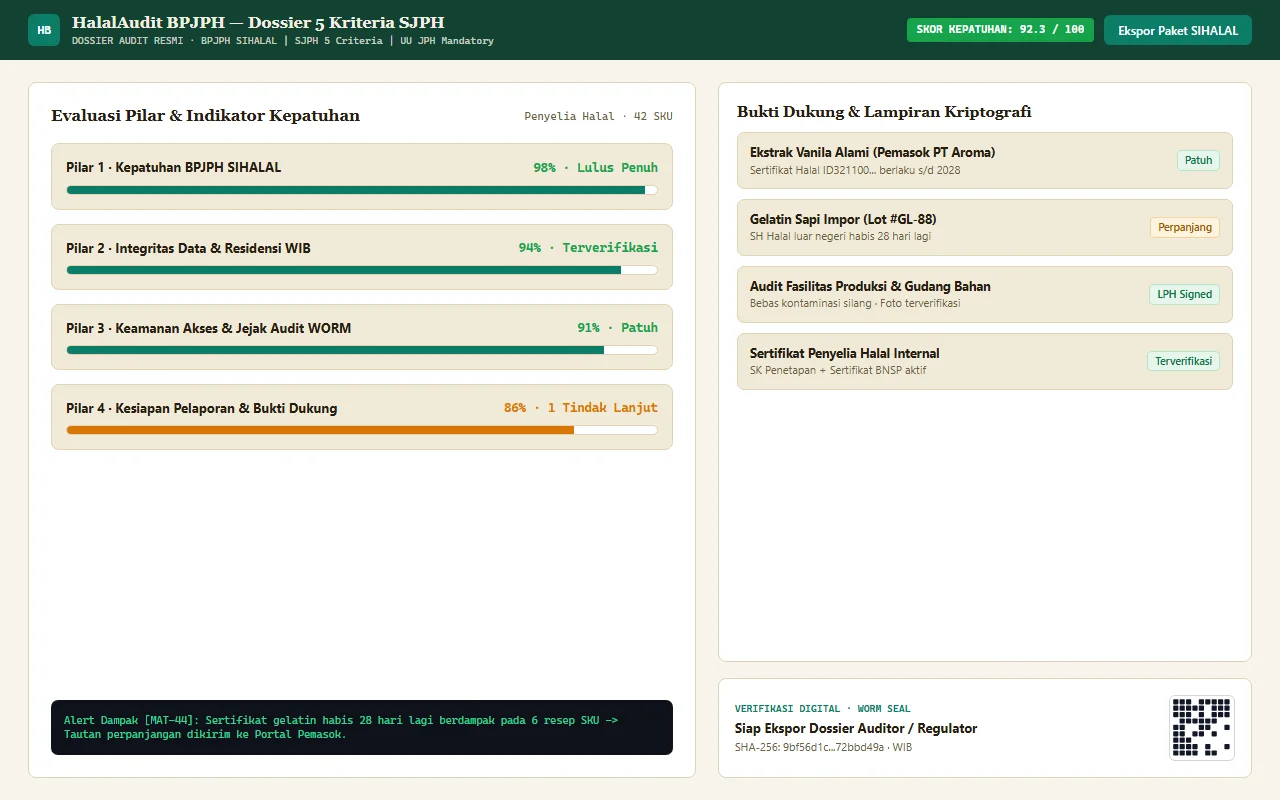 HB
HalalAudit BPJPH — Dossier 5 Kriteria SJPH
DOSSIER AUDIT RESMI · BPJPH SIHALAL | SJPH 5 Criteria | UU JPH Mandatory
SKOR KEPATUHAN: 92.3 / 100
Ekspor Paket SIHALAL
Evaluasi Pilar & Indikator Kepatuhan
Penyelia Halal · 42 SKU
Pilar 1 · Kepatuhan BPJPH SIHALAL
98% · Lulus Penuh
Pilar 2 · Integritas Data & Residensi WIB
94% · Terverifikasi
Pilar 3 · Keamanan Akses & Jejak Audit WORM
91% · Patuh
Pilar 4 · Kesiapan Pelaporan & Bukti Dukung
86% · 1 Tindak Lanjut
Alert Dampak [MAT-44]: Sertifikat gelatin habis 28 hari lagi berdampak pada 6 resep SKU ->
Tautan perpanjangan dikirim ke Portal Pemasok.
Bukti Dukung & Lampiran Kriptografi
Ekstrak Vanila Alami (Pemasok PT Aroma)
Sertifikat Halal ID321100... berlaku s/d 2028
Patuh
Gelatin Sapi Impor (Lot #GL-88)
SH Halal luar negeri habis 28 hari lagi
Perpanjang
Audit Fasilitas Produksi & Gudang Bahan
Bebas kontaminasi silang · Foto terverifikasi
LPH Signed
Sertifikat Penyelia Halal Internal
SK Penetapan + Sertifikat BNSP aktif
Terverifikasi
VERIFIKASI DIGITAL · WORM SEAL
Siap Ekspor Dossier Auditor / Regulator
SHA-256: 9bf56d1c...72bbd49a · WIB